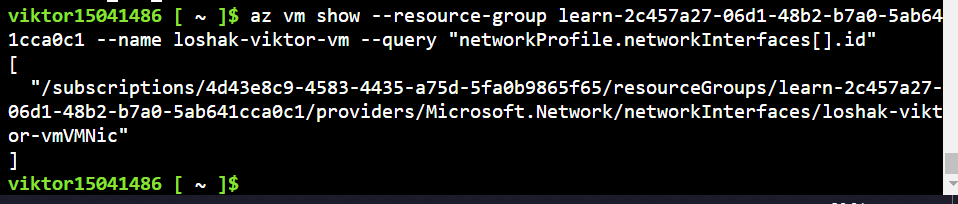 viktor15041486 [ ~ ]$ az vm show --resource-group learn-2c457a27-06d1-48b2-b7a0-5ab64
1cca0c1 --name loshak-viktor-vm --query "networkProfile.networkInterfaces[].id"
[
  "/subscriptions/4d43e8c9-4583-4435-a75d-5fa0b9865f65/resourceGroups/learn-2c457a27-
06d1-48b2-b7a0-5ab641cca0c1/providers/Microsoft.Network/networkInterfaces/loshak-vikt
or-vmVMNic"
]
viktor15041486 [ ~ ]$